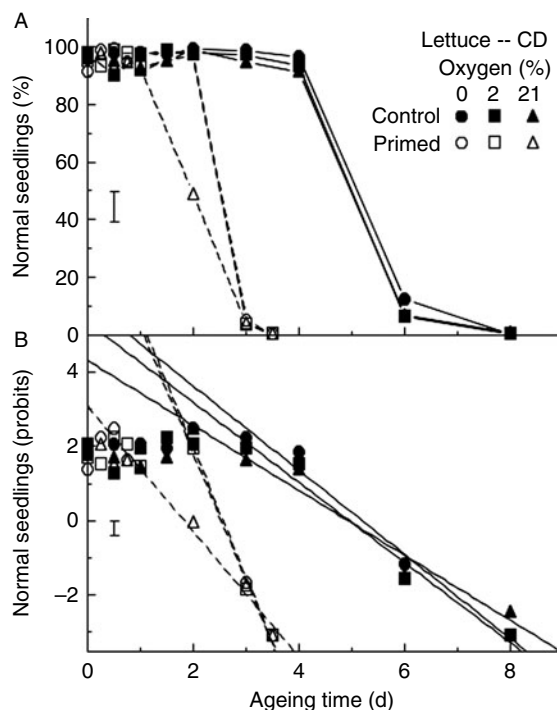 A
Lettuce -- CD
Oxygen (%)
0 2 21
Control
Primed
Normal seedlings (%)
100
80
60
40
20
0
B
Normal seedlings (probits)
4
2
0
−2
0 2 4 6 8
Ageing time (d)